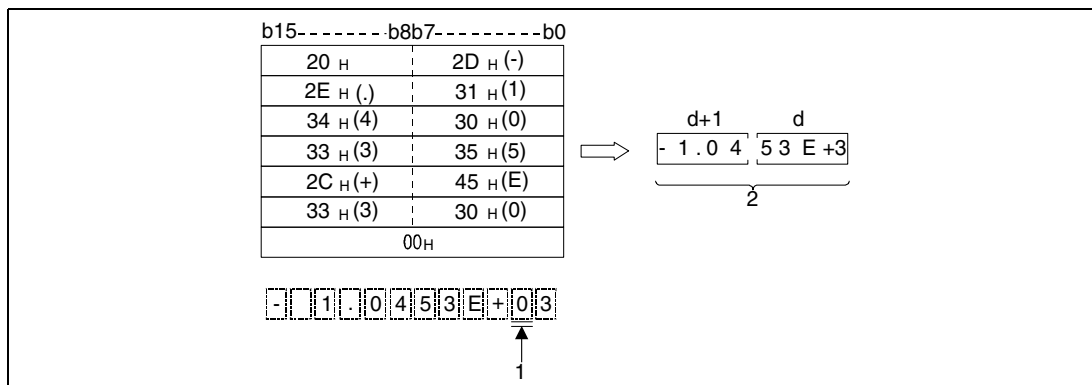 b15-------b8b7---------b0
20 H 2D H (-)
2E H (.) 31 H (1)
34 H (4) 30 H (0)
33 H (3) 35 H (5)
2C H (+) 45 H (E)
33 H (3) 30 H (0)
00H
d+1 d
- 1 . 0 4 5 3 E +3
2
- 1 . 0 4 5 3 E + 0 3
1